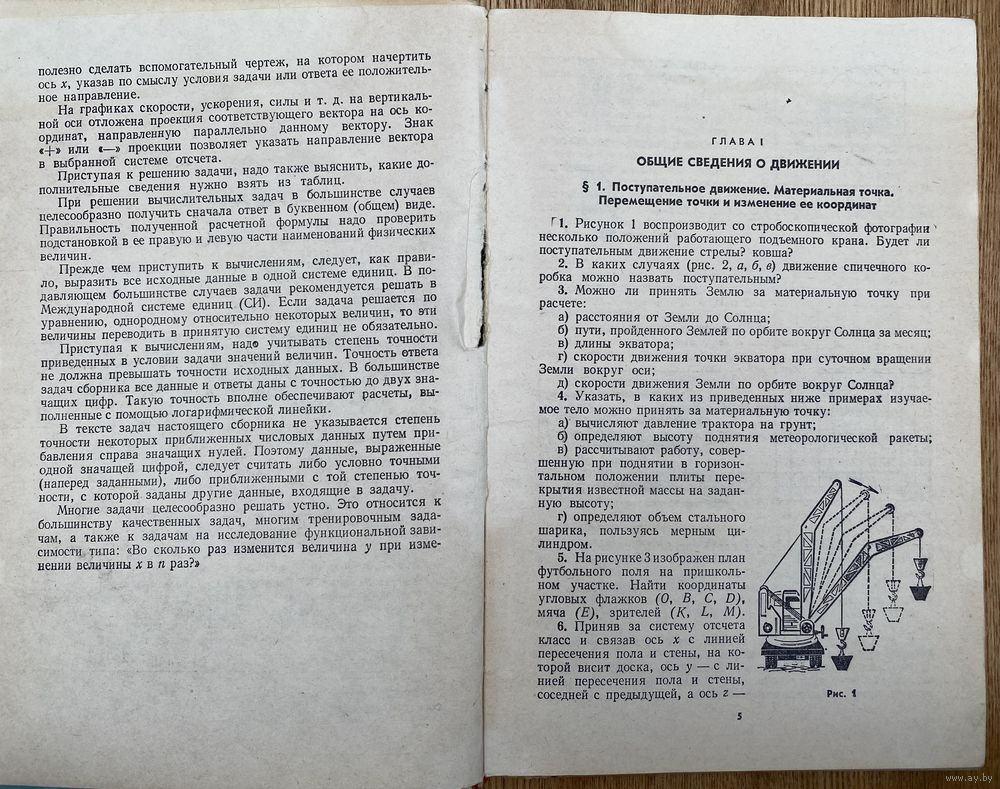 полезно сделать вспомогательный чертеж, на котором начертить
ось x, указав по смыслу условия задачи или ответа ее положитель-
ное направление.
На графиках скорости, ускорения, силы и т. д. на вертикаль-
ной оси отложена проекция соответствующего вектора на ось ко-
ординат, направленную параллельно данному вектору. Знак
«+» или «—» проекции позволяет указать направление вектора
в выбранной системе отсчета.
Приступая к решению задачи, надо также выяснить, какие до-
полнительные сведения нужно взять из таблиц.
При решении вычислительных задач в большинстве случаев
целесообразно получить сначала ответ в буквенном (общем) виде.
Правильность полученной расчетной формулы надо проверить
подстановкой в ее правую и левую части наименований физических
величин.
Прежде чем приступить к вычислениям, следует, как прави-
ло, выразить все исходные данные в одной системе единиц. В по-
давляющем большинстве случаев задачи рекомендуется решать в
Международной системе единиц (СИ). Если задача решается по
уравнению, однородному относительно некоторых величин, то эти
величины переводить в принятую систему единиц не обязательно.
Приступая к вычислениям, надо учитывать степень точности
приведенных в условии задачи значений величин. Точность ответа
не должна превышать точности исходных данных. В большинстве
задач сборника все данные и ответы даны с точностью до двух зна-
чащих цифр. Такую точность вполне обеспечивают расчеты, вы-
полненные с помощью логарифмической линейки.
В тексте задач настоящего сборника не указывается степень
точности некоторых приближенных числовых данных путем при-
бавления справа значащих нулей. Поэтому данные, выраженные
одной значащей цифрой, следует считать либо условно точными
(наперед заданными), либо приближенными с той степенью точ-
ности, с которой заданы другие данные, входящие в задачу.
Многие задачи целесообразно решать устно. Это относится к
большинству качественных задач, многим тренировочным зада-
чам, а также к задачам на исследование функциональной зави-
симости типа: «Во сколько раз изменится величина y при изме-
нении величины x в n раз?»
ГЛАВА I
ОБЩИЕ СВЕДЕНИЯ О ДВИЖЕНИИ
§ 1. Поступательное движение. Материальная точка.
Перемещение точки и изменение ее координат
1. Рисунок 1 воспроизводит со стробоскопической фотографии
несколько положений работающего подъемного крана. Будет ли
поступательным движение стрелы? ковша?
2. В каких случаях (рис. 2, а, б, в) движение спичечного ко-
робка можно назвать поступательным?
3. Можно ли принять Землю за материальную точку при
расчете:
а) расстояния от Земли до Солнца;
б) пути, пройденного Землей по орбите вокруг Солнца за месяц;
в) длины экватора;
г) скорости движения точки экватора при суточном вращении
Земли вокруг оси;
д) скорости движения Земли по орбите вокруг Солнца?
4. Указать, в каких из приведенных ниже примерах изучае-
мое тело можно принять за материальную точку:
а) вычисляют давление трактора на грунт;
б) определяют высоту поднятия метеорологической ракеты;
в) рассчитывают работу, совер-
шенную при поднятии в горизон-
тальном положении плиты пере-
крытия известной массы на задан-
ную высоту;
г) определяют объем стального
шарика, пользуясь мерным ци-
линдром.
5. На рисунке 3 изображен план
футбольного поля на пришколь-
ном участке. Найти координаты
угловых флажков (O, B, C, D),
мяча (E), зрителей (K, L, M).
6. Приняв за систему отсчета
класс и связав ось x с линией
пересечения пола и стены, на ко-
торой висит доска, ось y — с ли-
нией пересечения пола и стены,
соседней с предыдущей, а ось z —
Рис. 1
5
www.ay.by